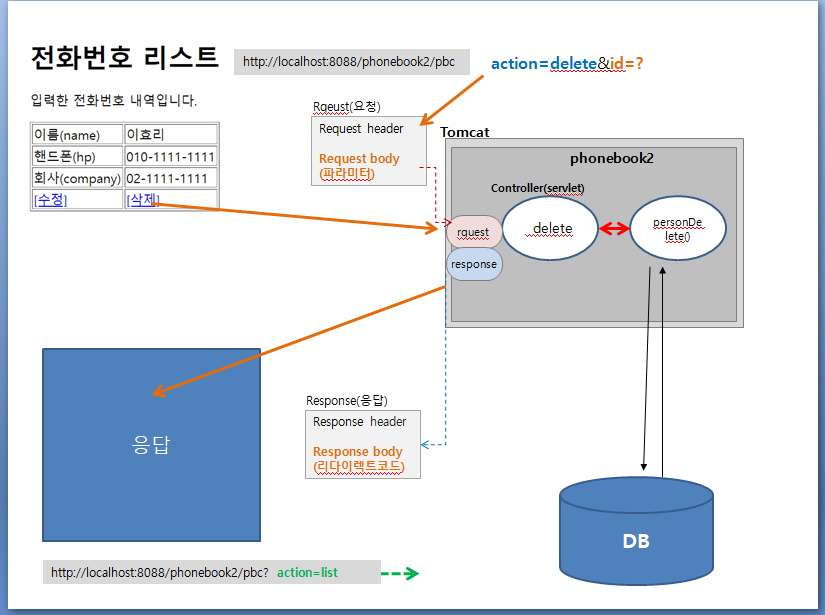 전화번호 리스트
http://localhost:8088/phonebook2/pbc
action=delete&id=?
입력한 전화번호 내역입니다.
이름(name) 이효리
핸드폰(hp) 010-1111-1111
회사(company) 02-1111-1111
[수정] [삭제]
Rqeust(요청)
Request header
Request body
(파라미터)
Tomcat
phonebook2
Controller(servlet)
rquest
response
delete
personDe
lete()
응답
Response(응답)
Response header
Response body
(리다이렉트코드)
DB
http://localhost:8088/phonebook2/pbc? action=list